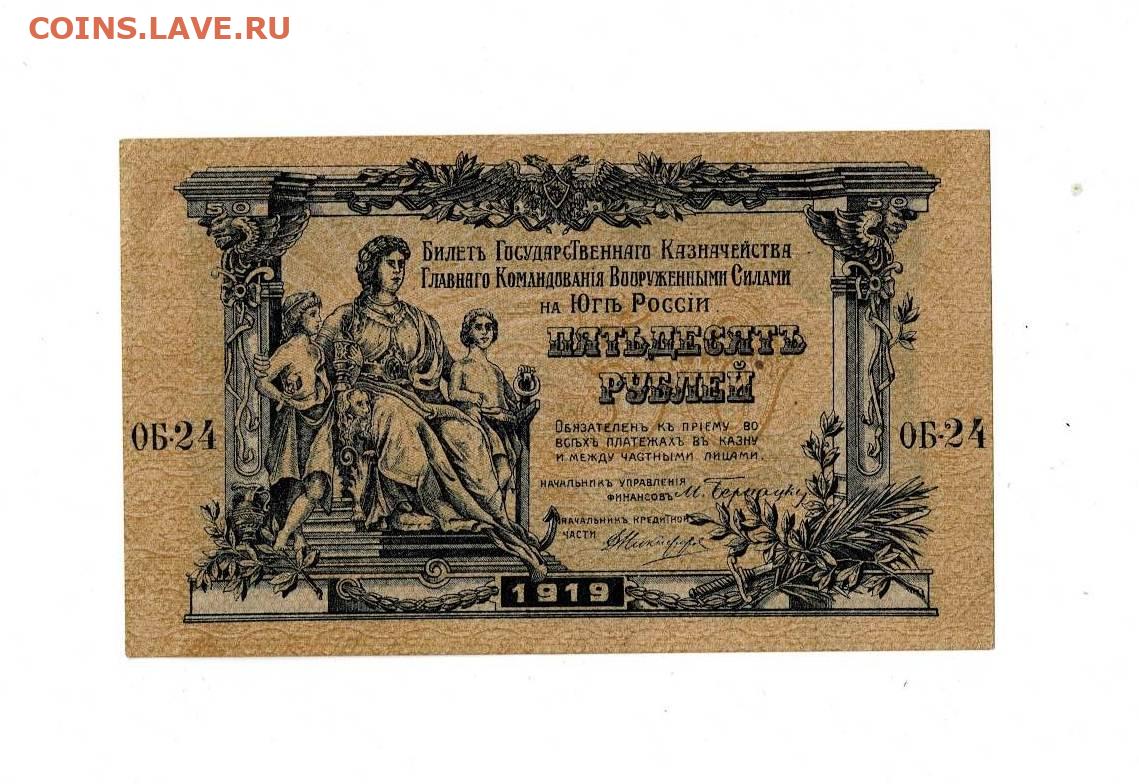 COINS.LAVE.RU
50 50
Билетъ Государственнаго Казначейства
Главнаго Командованія Вооруженными Силами
на Югѣ Россіи.
ПЯТЬДЕСЯТЪ
РУБЛЕЙ
Обязателенъ къ пріему во
всѣхъ платежахъ въ казну
и между частными лицами.
ОБ-24 ОБ-24
Начальникъ управленія
финансовъ М. Бернацкий
Начальникъ кредитной
части
1919